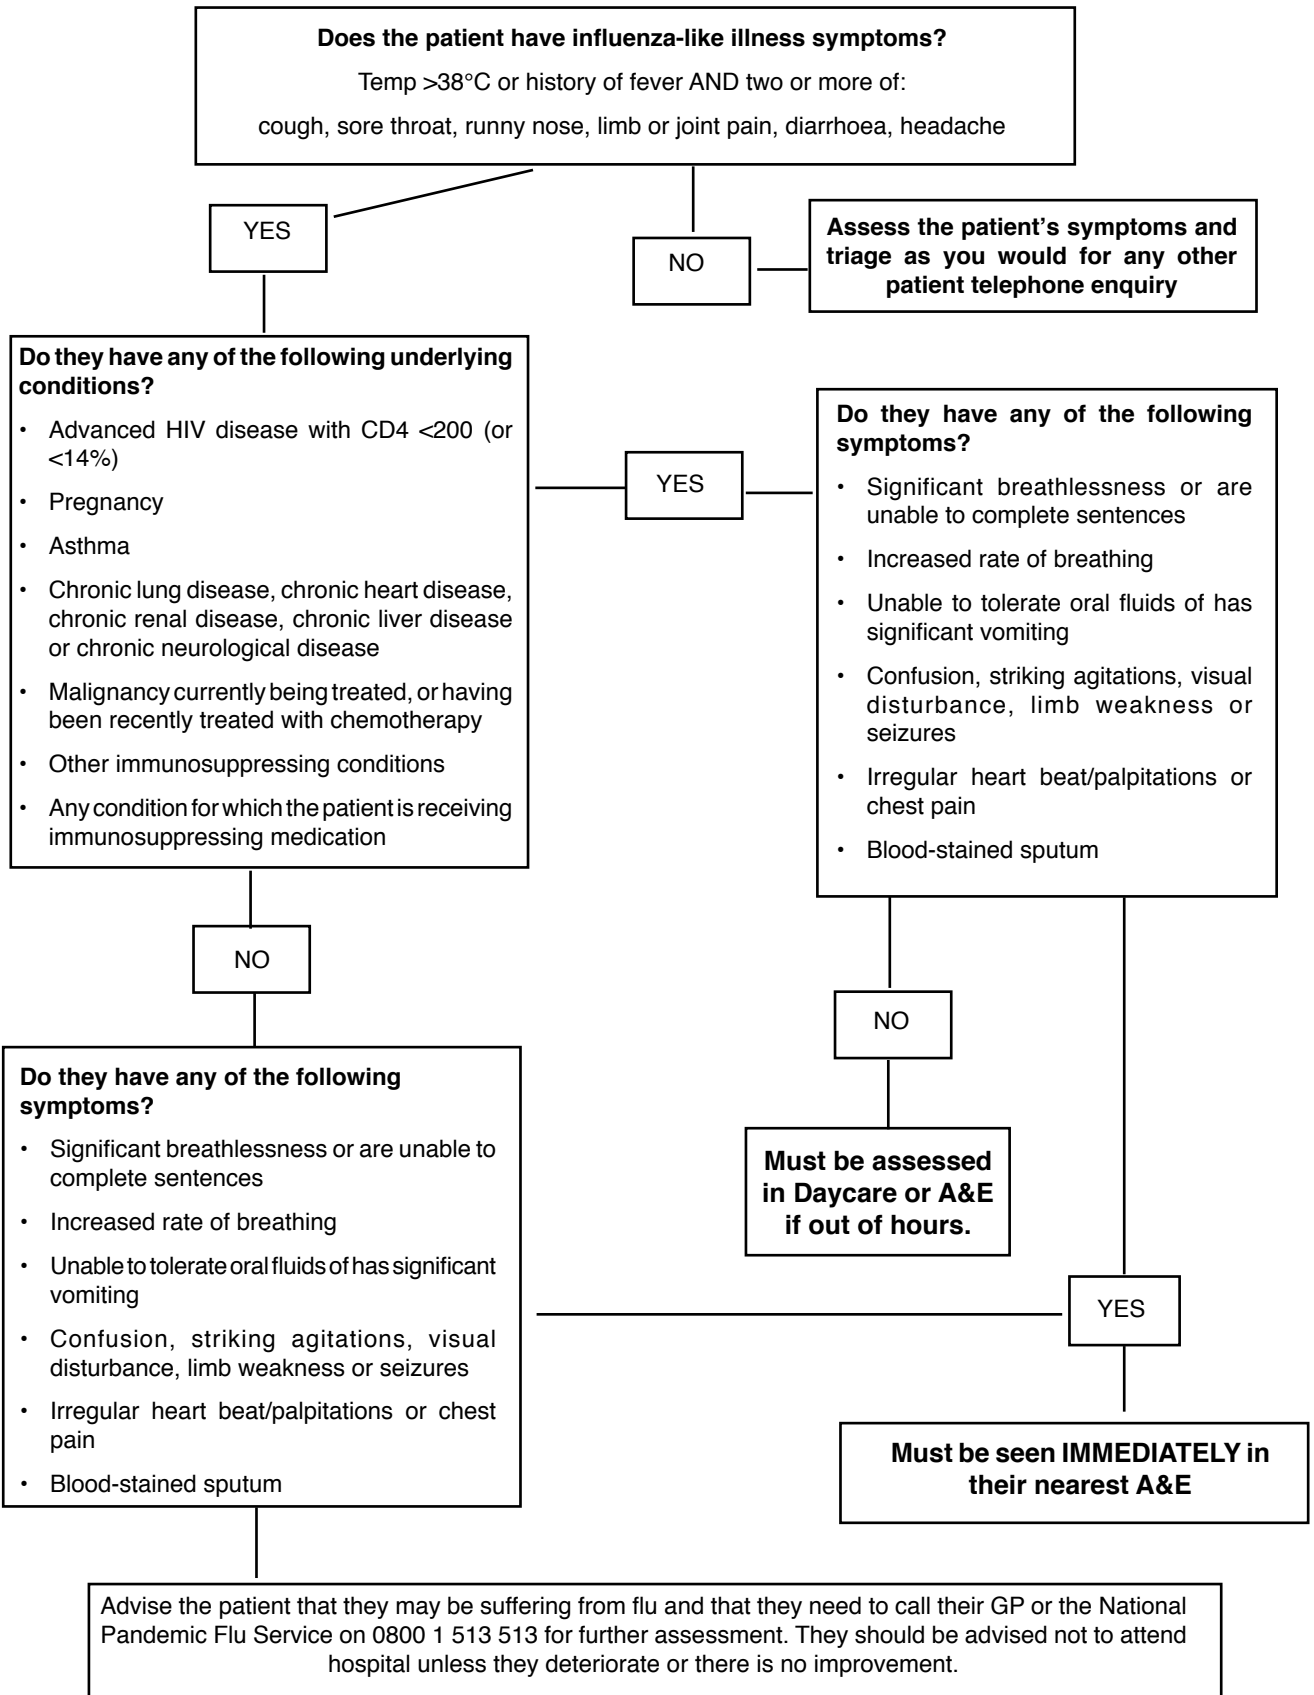 Does the patient have influenza-like illness symptoms?
Temp >38°C or history of fever AND two or more of:
cough, sore throat, runny nose, limb or joint pain, diarrhoea, headache
YES
NO
Assess the patient's symptoms and
triage as you would for any other
patient telephone enquiry
Do they have any of the following underlying
conditions?
• Advanced HIV disease with CD4 <200 (or
<14%)
• Pregnancy
• Asthma
• Chronic lung disease, chronic heart disease,
chronic renal disease, chronic liver disease
or chronic neurological disease
• Malignancy currently being treated, or having
been recently treated with chemotherapy
• Other immunosuppressing conditions
• Any condition for which the patient is receiving
immunosuppressing medication
YES
Do they have any of the following
symptoms?
• Significant breathlessness or are
unable to complete sentences
• Increased rate of breathing
• Unable to tolerate oral fluids of has
significant vomiting
• Confusion, striking agitations, visual
disturbance, limb weakness or
seizures
• Irregular heart beat/palpitations or
chest pain
• Blood-stained sputum
NO
NO
Must be assessed
in Daycare or A&E
if out of hours.
Do they have any of the following
symptoms?
• Significant breathlessness or are unable to
complete sentences
• Increased rate of breathing
• Unable to tolerate oral fluids of has significant
vomiting
• Confusion, striking agitations, visual
disturbance, limb weakness or seizures
• Irregular heart beat/palpitations or chest
pain
• Blood-stained sputum
YES
Must be seen IMMEDIATELY in
their nearest A&E
Advise the patient that they may be suffering from flu and that they need to call their GP or the National
Pandemic Flu Service on 0800 1 513 513 for further assessment. They should be advised not to attend
hospital unless they deteriorate or there is no improvement.